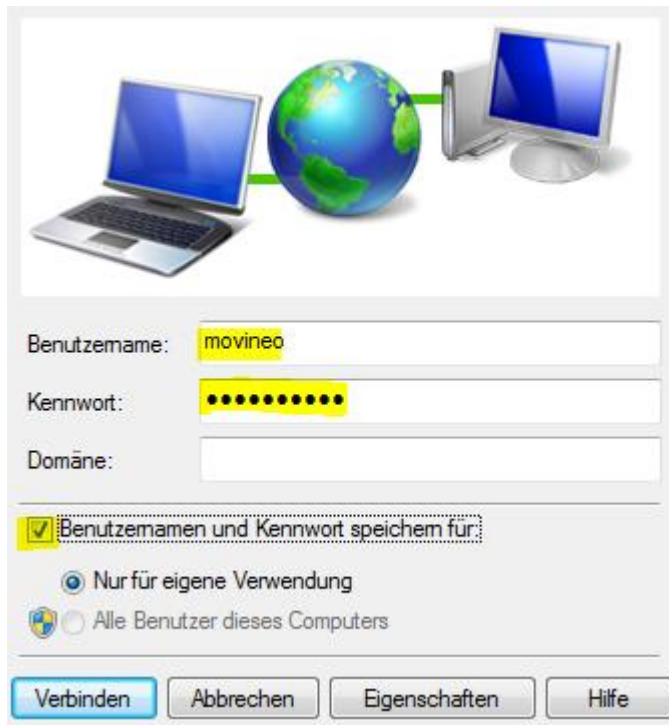 Benutzername: movineo
Kennwort: ●●●●●●●●●●
Domäne:
Benutzernamen und Kennwort speichern für:
Nur für eigene Verwendung
Alle Benutzer dieses Computers
Verbinden Abbrechen Eigenschaften Hilfe